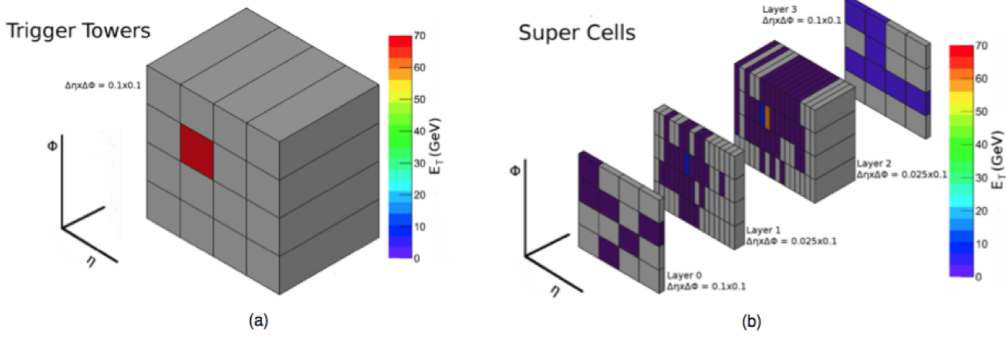 Trigger Towers
ΔηxΔΦ = 0.1x0.1
Φ
η
70
60
50
40
30
20
10
0
E_T (GeV)
(a)
Super Cells
Layer 3
ΔηxΔΦ = 0.1x0.1
Φ
η
Layer 2
ΔηxΔΦ = 0.025x0.1
Layer 1
ΔηxΔΦ = 0.025x0.1
Layer 0
ΔηxΔΦ = 0.1x0.1
70
60
50
40
30
20
10
0
E_T (GeV)
(b)